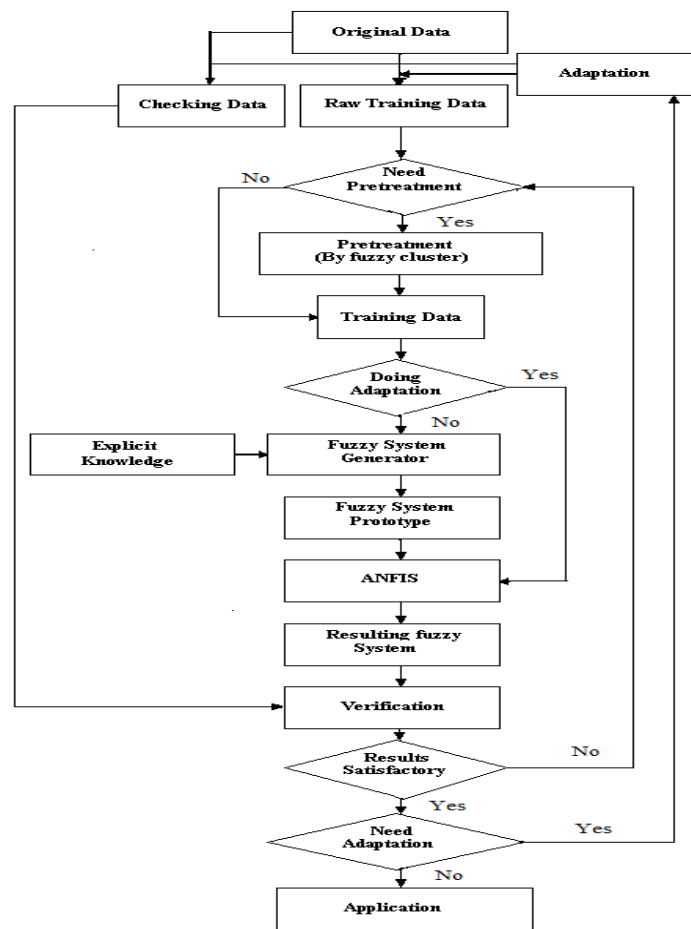 Original Data
Adaptation
Checking Data
Raw Training Data
Need
Pretreatment
No
Yes
Pretreatment
(By fuzzy cluster)
Training Data
Doing
Adaptation
Yes
No
Explicit
Knowledge
Fuzzy System
Generator
Fuzzy System
Prototype
ANFIS
Resulting fuzzy
System
Verification
Results
Satisfactory
No
Yes
Need
Adaptation
Yes
No
Application